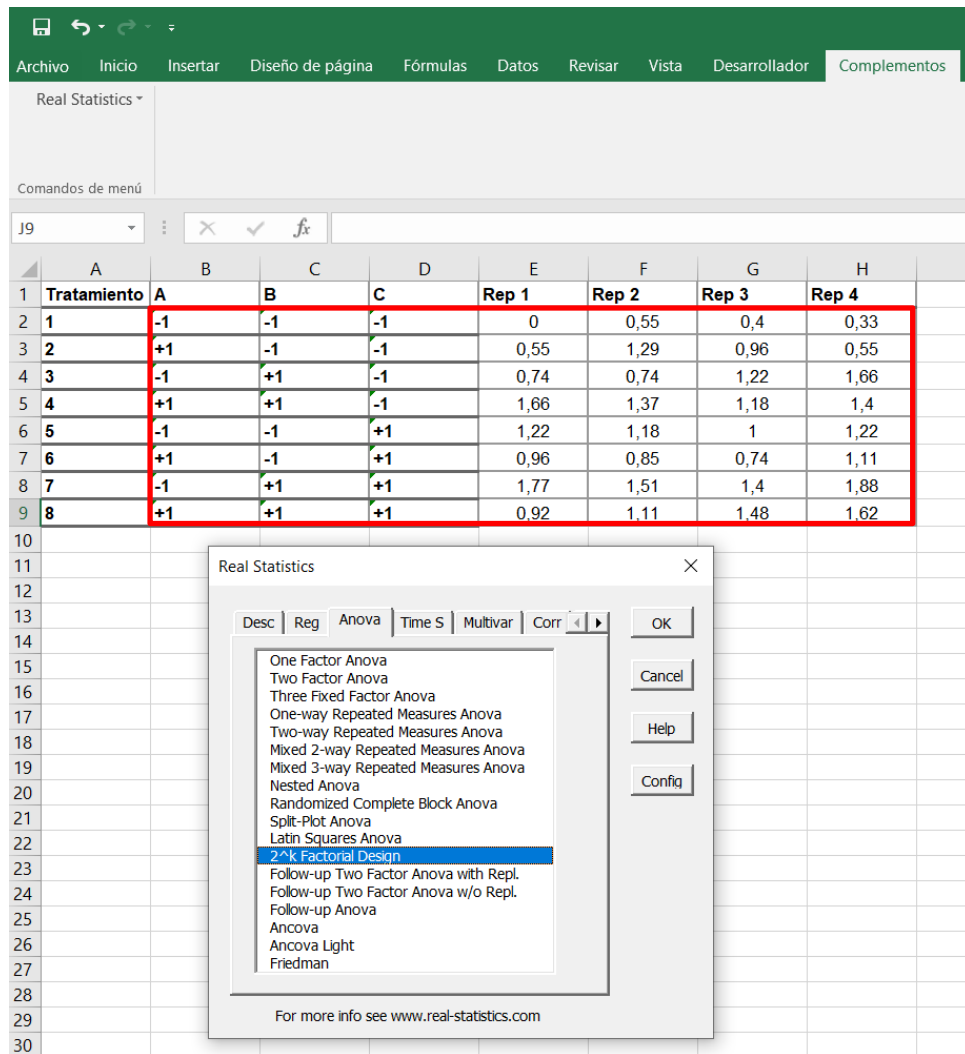 Archivo Inicio Insertar Diseño de página Fórmulas Datos Revisar Vista Desarrollador Complementos
Real Statistics
Comandos de menú
J9 fx
A B C D E F G H
1 Tratamiento A B C Rep 1 Rep 2 Rep 3 Rep 4
2 1 -1 -1 -1 0 0,55 0,4 0,33
3 2 +1 -1 -1 0,55 1,29 0,96 0,55
4 3 -1 +1 -1 0,74 0,74 1,22 1,66
5 4 +1 +1 -1 1,66 1,37 1,18 1,4
6 5 -1 -1 +1 1,22 1,18 1 1,22
7 6 +1 -1 +1 0,96 0,85 0,74 1,11
8 7 -1 +1 +1 1,77 1,51 1,4 1,88
9 8 +1 +1 +1 0,92 1,11 1,48 1,62
10
11
12
13
14
15
16
17
18
19
20
21
22
23
24
25
26
27
28
29
30
Real Statistics
Desc Reg Anova Time S Multivar Corr
OK
Cancel
Help
Config
One Factor Anova
Two Factor Anova
Three Fixed Factor Anova
One-way Repeated Measures Anova
Two-way Repeated Measures Anova
Mixed 2-way Repeated Measures Anova
Mixed 3-way Repeated Measures Anova
Nested Anova
Randomized Complete Block Anova
Split-Plot Anova
Latin Squares Anova
2^k Factorial Design
Follow-up Two Factor Anova with Repl.
Follow-up Two Factor Anova w/o Repl.
Follow-up Anova
Ancova
Ancova Light
Friedman
For more info see www.real-statistics.com